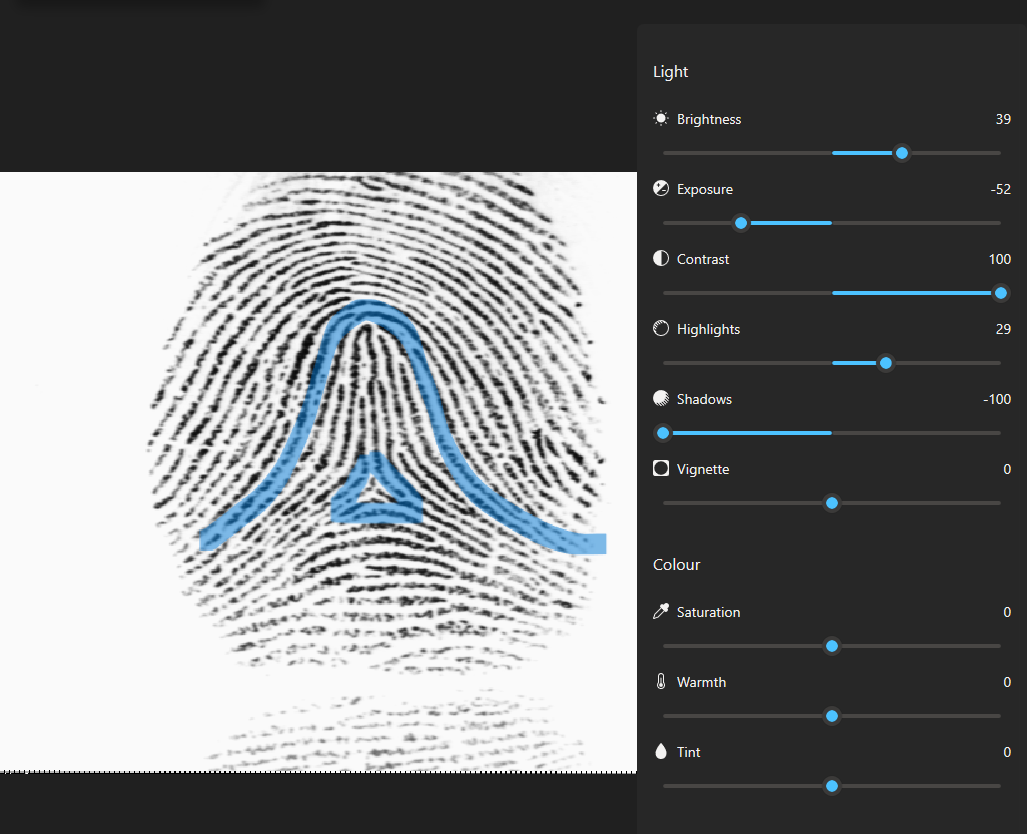 Light
Brightness 39
Exposure -52
Contrast 100
Highlights 29
Shadows -100
Vignette 0
Colour
Saturation 0
Warmth 0
Tint 0